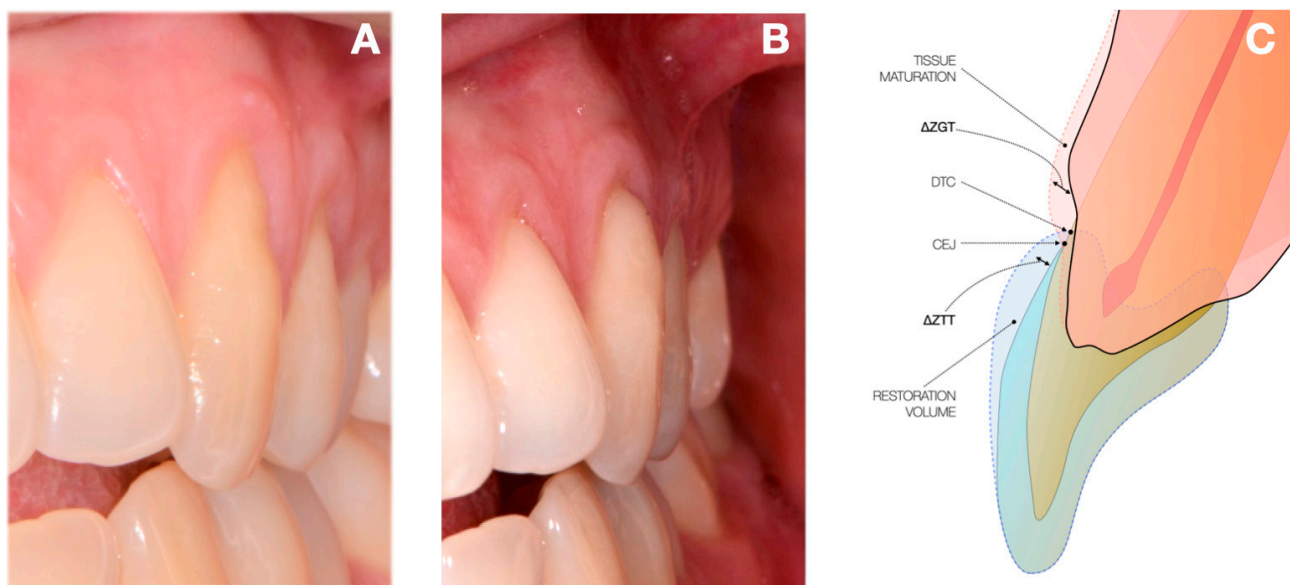 A
B
C
TISSUE
MATURATION
ΔZGT
DTC
CEJ
ΔZTT
RESTORATION
VOLUME